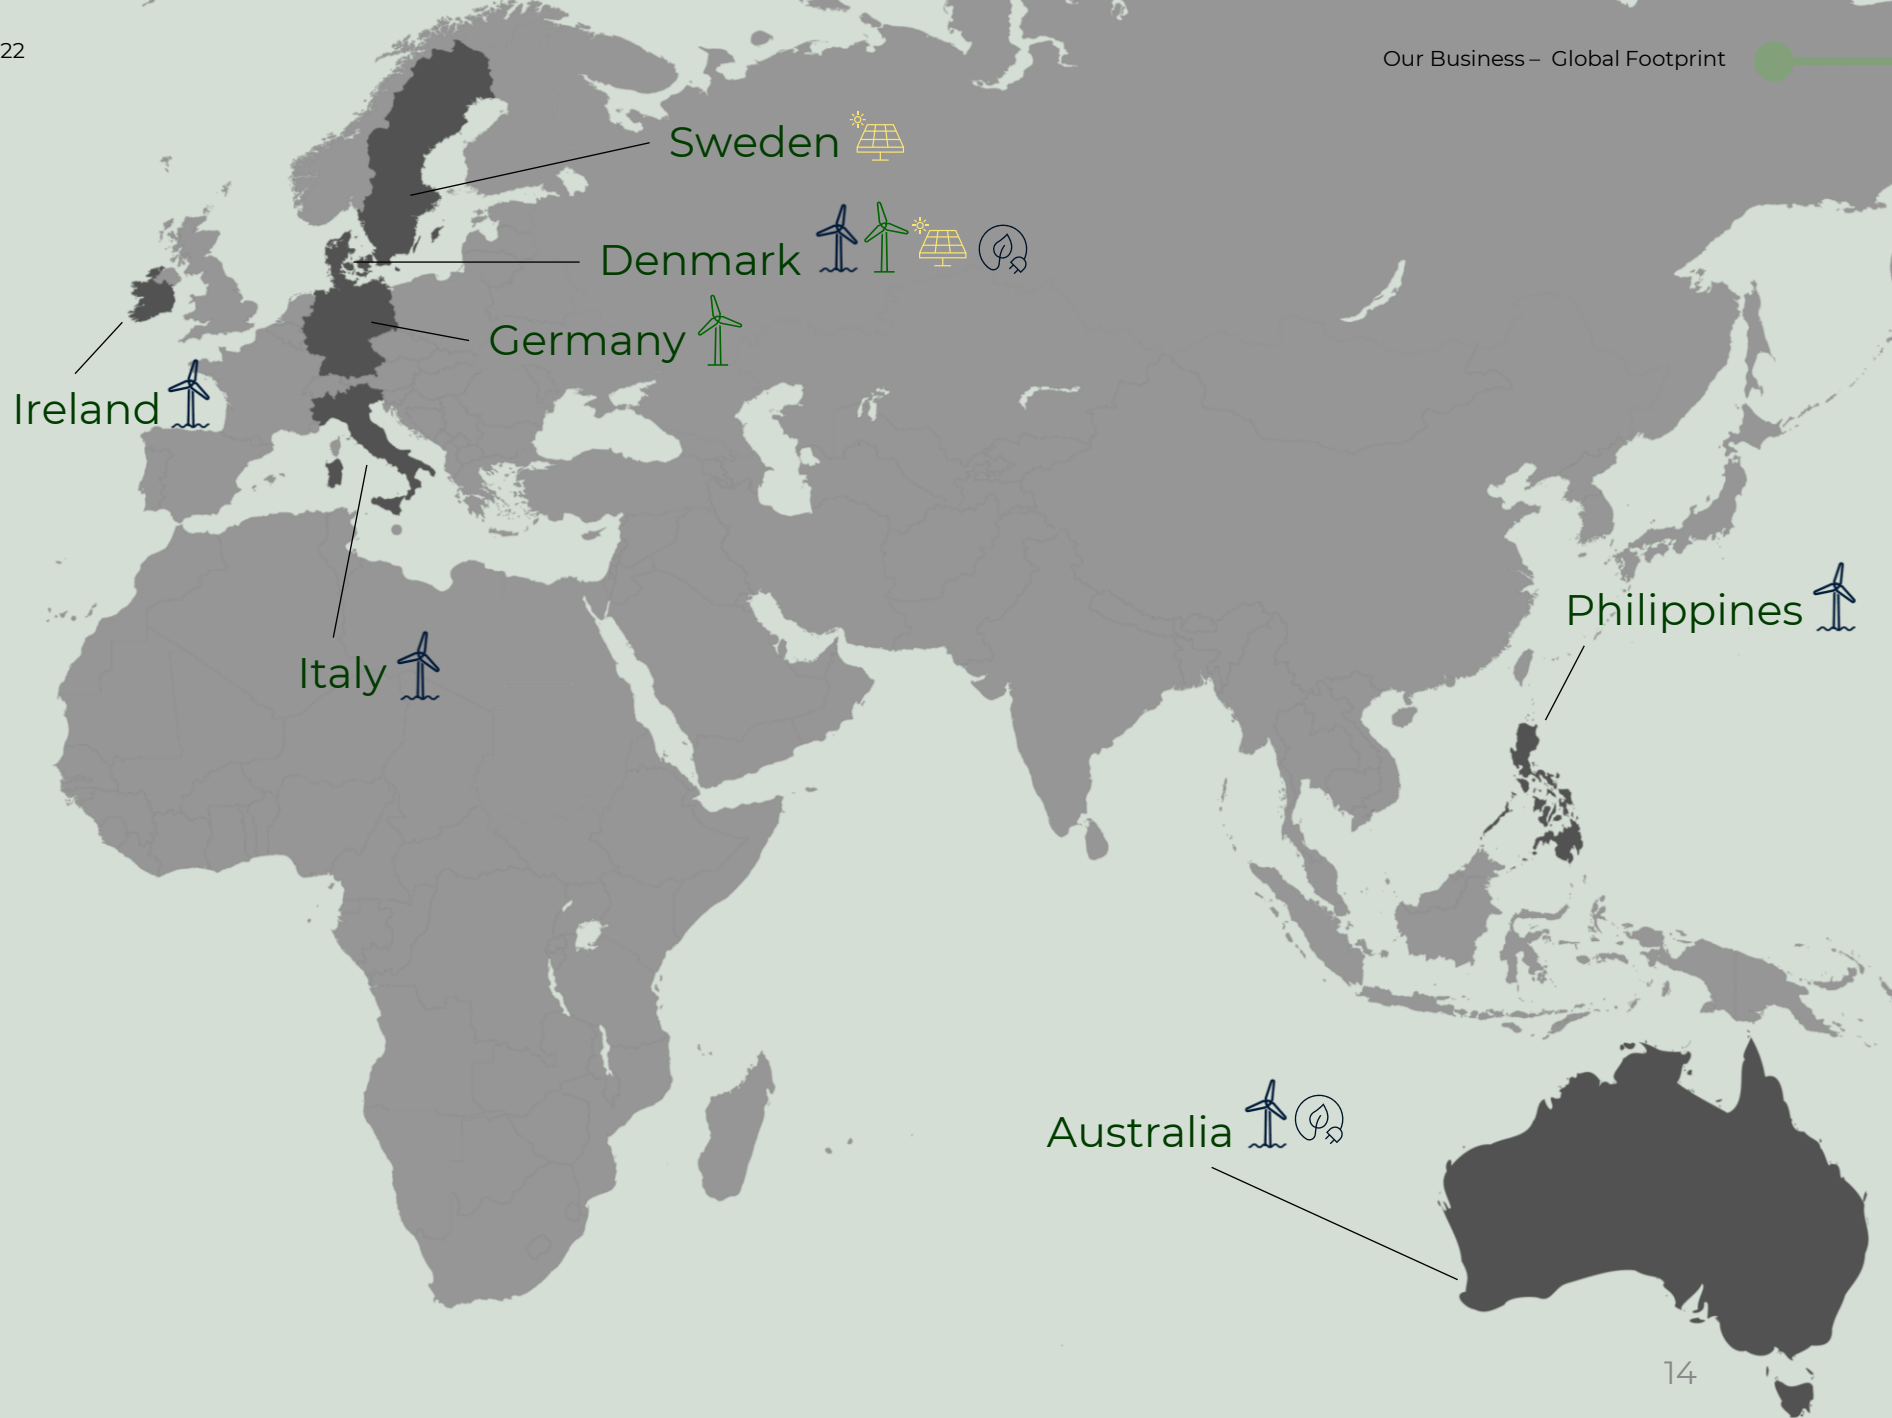 22
Our Business – Global Footprint
Sweden
Denmark
Germany
Ireland
Italy
Philippines
Australia
14